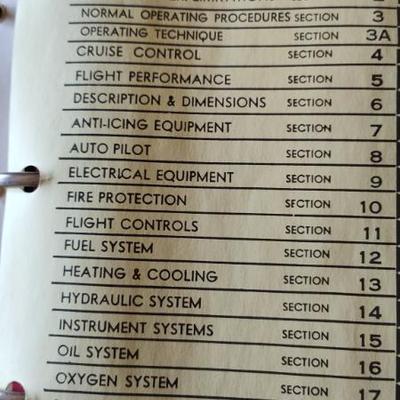 NORMAL OPERATING PROCEDURES SECTION 3
OPERATING TECHNIQUE SECTION 3A
CRUISE CONTROL SECTION 4
FLIGHT PERFORMANCE SECTION 5
DESCRIPTION & DIMENSIONS SECTION 6
ANTI-ICING EQUIPMENT SECTION 7
AUTO PILOT SECTION 8
ELECTRICAL EQUIPMENT SECTION 9
FIRE PROTECTION SECTION 10
FLIGHT CONTROLS SECTION 11
FUEL SYSTEM SECTION 12
HEATING & COOLING SECTION 13
HYDRAULIC SYSTEM SECTION 14
INSTRUMENT SYSTEMS SECTION 15
OIL SYSTEM SECTION 16
OXYGEN SYSTEM SECTION 17